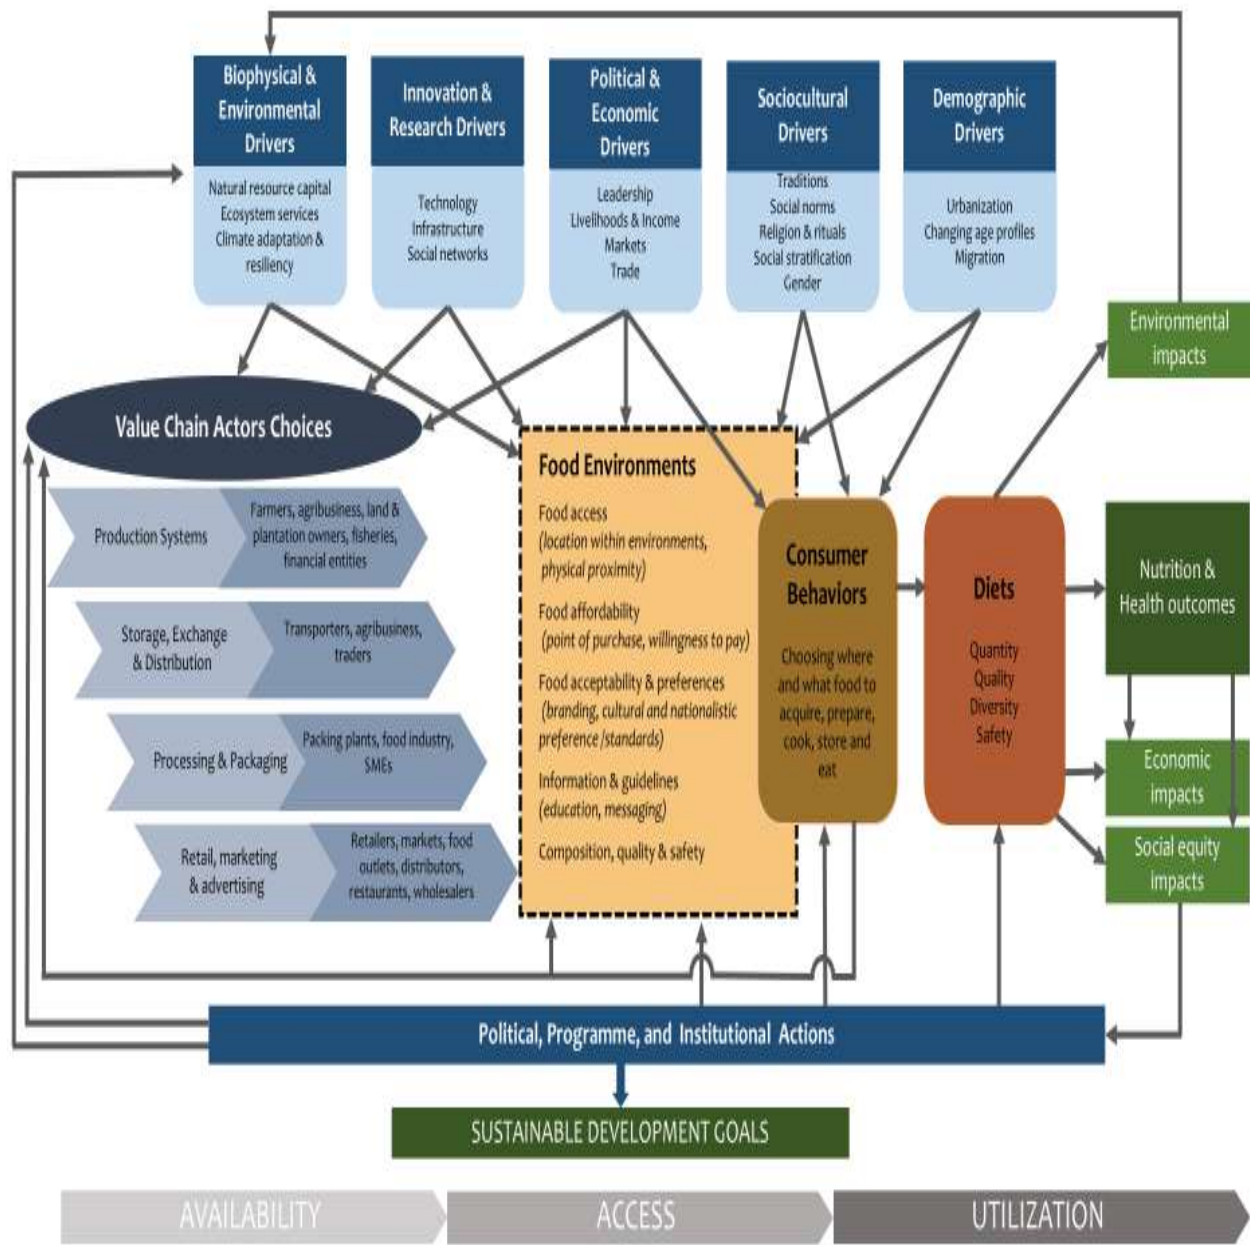 Biophysical &
Environmental
Drivers
Natural resource capital
Ecosystem services
Climate adaptation &
resiliency
Innovation &
Research Drivers
Technology
Infrastructure
Social networks
Political &
Economic
Drivers
Leadership
Livelihoods & Income
Markets
Trade
Sociocultural
Drivers
Traditions
Social norms
Religion & rituals
Social stratification
Gender
Demographic
Drivers
Urbanization
Changing age profiles
Migration
Environmental
impacts
Value Chain Actors Choices
Production Systems
Farmers, agribusiness, land &
plantation owners, fisheries,
financial entities
Storage, Exchange
& Distribution
Transporters, agribusiness,
traders
Processing & Packaging
Packing plants, food industry,
SMEs
Retail, marketing
& advertising
Retailers, markets, food
outlets, distributors,
restaurants, wholesalers
Food Environments
Food access
(location within environments,
physical proximity)
Food affordability
(point of purchase, willingness to pay)
Food acceptability & preferences
(branding, cultural and nationalistic
preference /standards)
Information & guidelines
(education, messaging)
Composition, quality & safety
Consumer
Behaviors
Choosing where
and what food to
acquire, prepare,
cook, store and
eat
Diets
Quantity
Quality
Diversity
Safety
Nutrition &
Health outcomes
Economic
impacts
Social equity
impacts
Political, Programme, and Institutional Actions
SUSTAINABLE DEVELOPMENT GOALS
AVAILABILITY
ACCESS
UTILIZATION